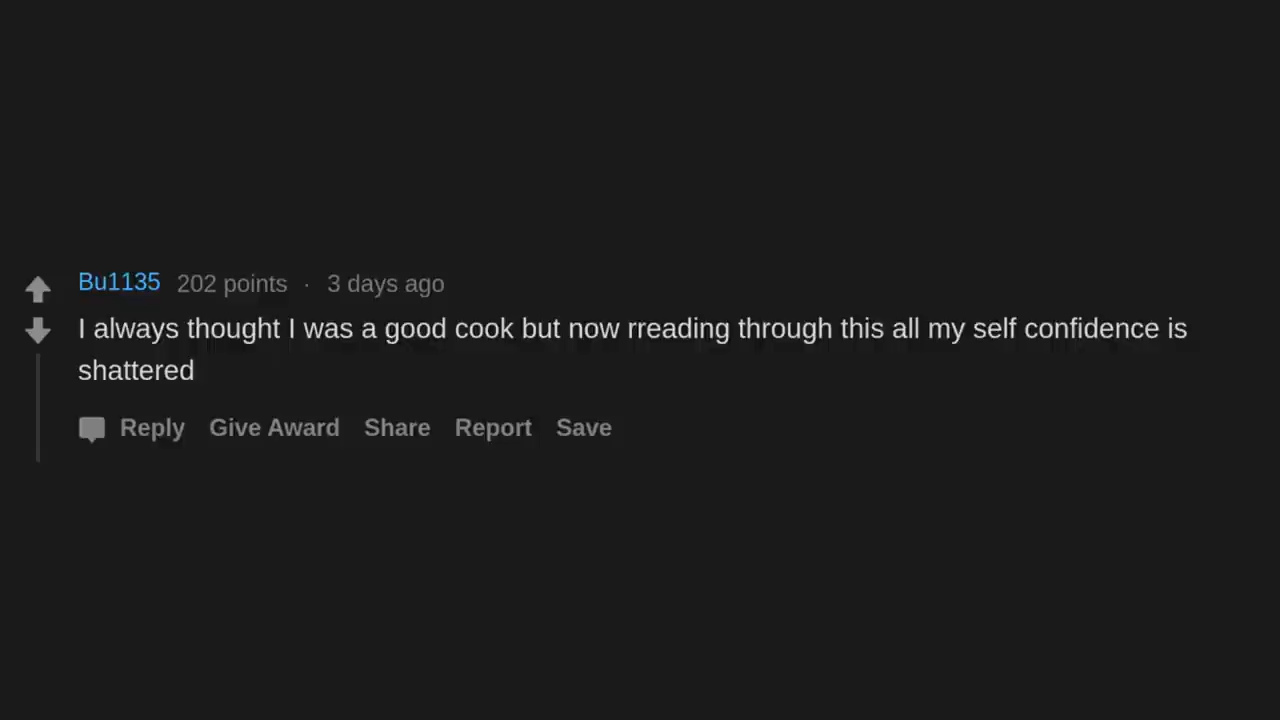 Bu1135 202 points · 3 days ago
I always thought I was a good cook but now rreading through this all my self confidence is
shattered
Reply Give Award Share Report Save